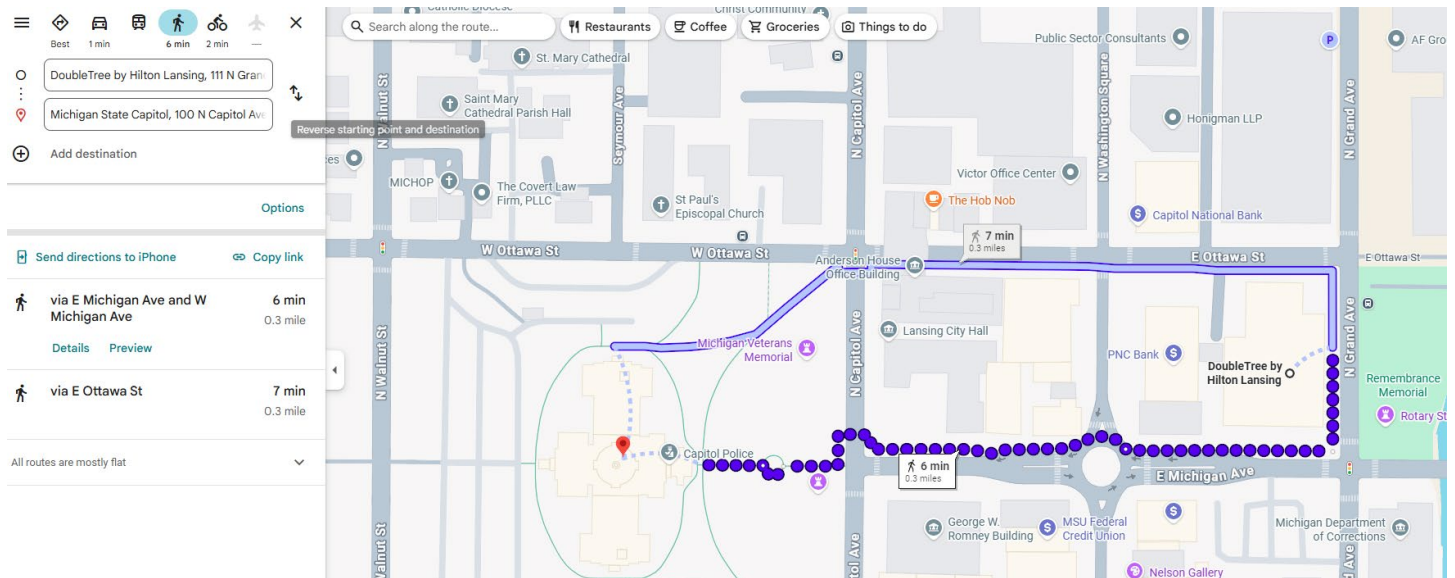 Best
1 min
6 min
2 min
—
DoubleTree by Hilton Lansing, 111 N Gran
Michigan State Capitol, 100 N Capitol Ave
Reverse starting point and destination
Add destination
Options
Send directions to iPhone
Copy link
via E Michigan Ave and W
Michigan Ave
6 min
0.3 mile
Details
Preview
via E Ottawa St
7 min
0.3 mile
All routes are mostly flat
Search along the route...
Restaurants
Coffee
Groceries
Things to do
St. Mary Cathedral
Saint Mary
Cathedral Parish Hall
MICHOP
The Covert Law
Firm, PLLC
St Paul's
Episcopal Church
N Walnut St
Seymour Ave
N Capitol Ave
N Washington Square
N Grand Ave
Public Sector Consultants
P
AF Gro
Honigman LLP
Victor Office Center
The Hob Nob
Capitol National Bank
7 min
0.3 miles
W Ottawa St
W Ottawa St
E Ottawa St
E Ottawa St
Anderson House
Office Building
Lansing City Hall
Michigan Veterans
Memorial
PNC Bank
DoubleTree by
Hilton Lansing
N Walnut St
N Capitol Ave
N Grand Ave
Remembrance
Memorial
Rotary St
Capitol Police
6 min
0.3 miles
E Michigan Ave
George W.
Romney Building
MSU Federal
Credit Union
Michigan Department
of Corrections
Nelson Gallery